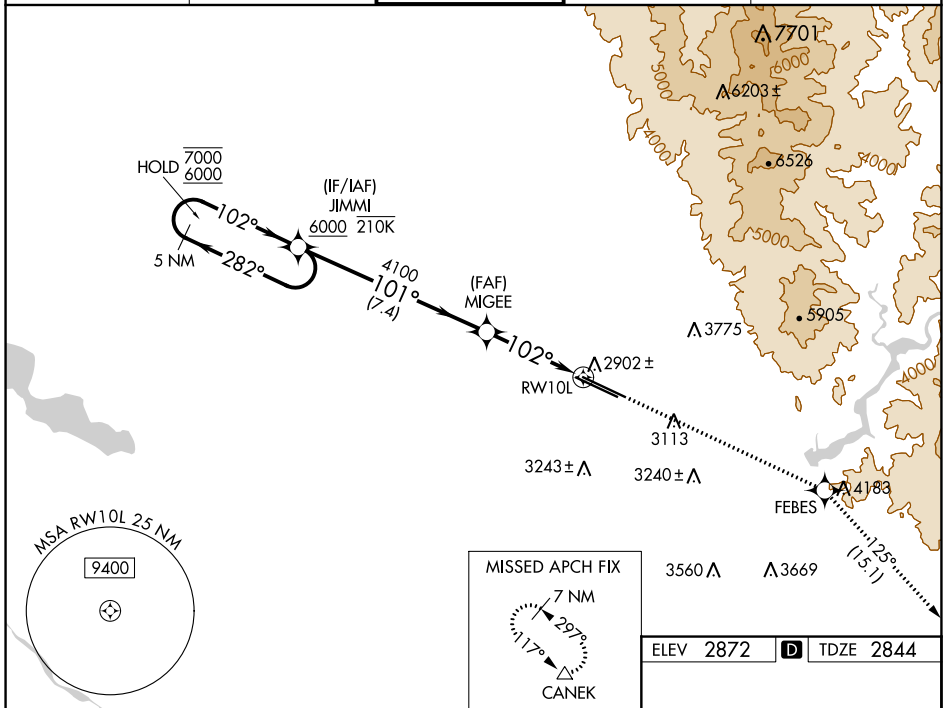 7701
6000
5000
6203±
4000
6526
4000
HOLD 7000
6000
(IF/IAF)
JIMMI
6000 210K
102°
5 NM
282°
4100
101°
(7.4)
(FAF)
MIGEE
102°
5000
5905
3775
4000
2902±
RW10L
3113
3243±
3240±
4183
FEBES
125°
(15.1)
3560
3669
MSA RW10L 25 NM
9400
MISSED APCH FIX
7 NM
297°
117°
CANEK
ELEV 2872 D TDZE 2844